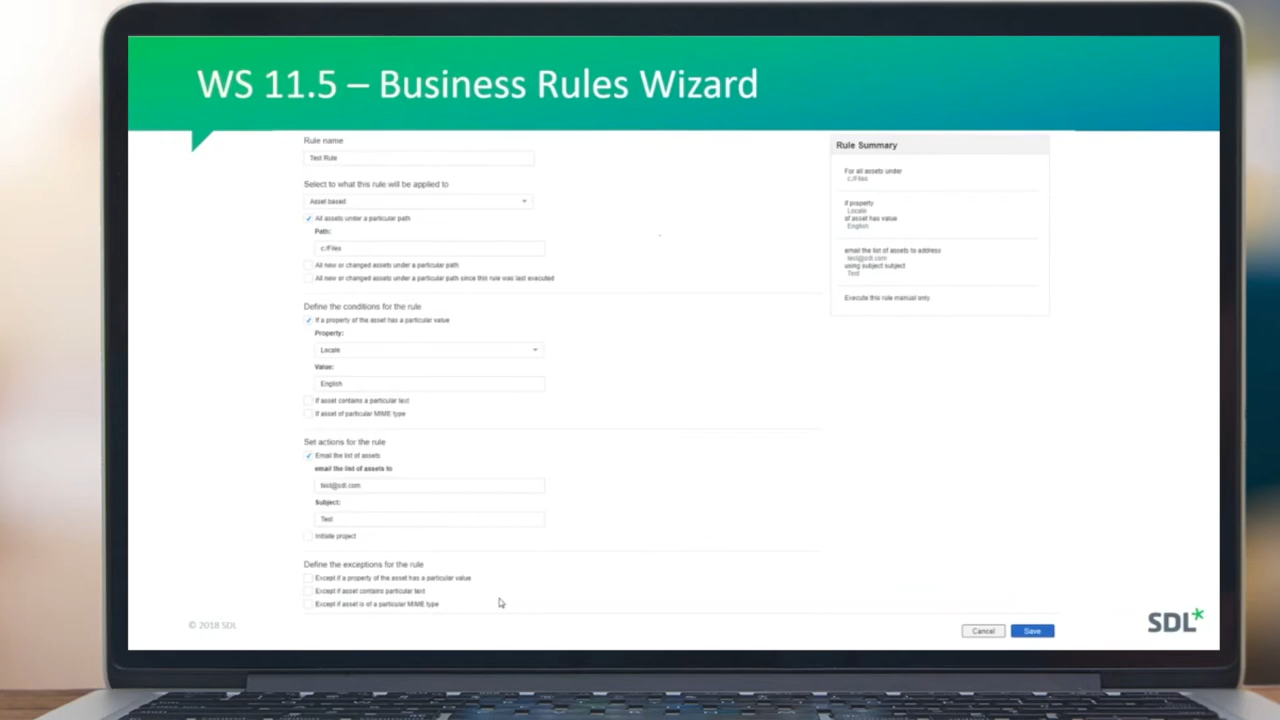 WS 11.5 – Business Rules Wizard
Rule name
Test Rule
Select to what this rule will be applied to
Asset based
All assets under a particular path
Path:
c:/Files
All new or changed assets under a particular path
All new or changed assets under a particular path since this rule was last executed
Define the conditions for the rule
If a property of the asset has a particular value
Property:
Locale
Value:
English
If asset contains a particular text
If asset of particular MIME type
Set actions for the rule
Email the list of assets
email the list of assets to
test@sdl.com
Subject:
Test
Initiate project
Define the exceptions for the rule
Except if a property of the asset has a particular value
Except if asset contains particular text
Except if asset is of a particular MIME type
Rule Summary
For all assets under
c:/Files
if property
Locale
of asset has value
English
email the list of assets to address
test@sdl.com
using subject subject
Test
Execute this rule manual only
Cancel
Save
© 2018 SDL
SDL*